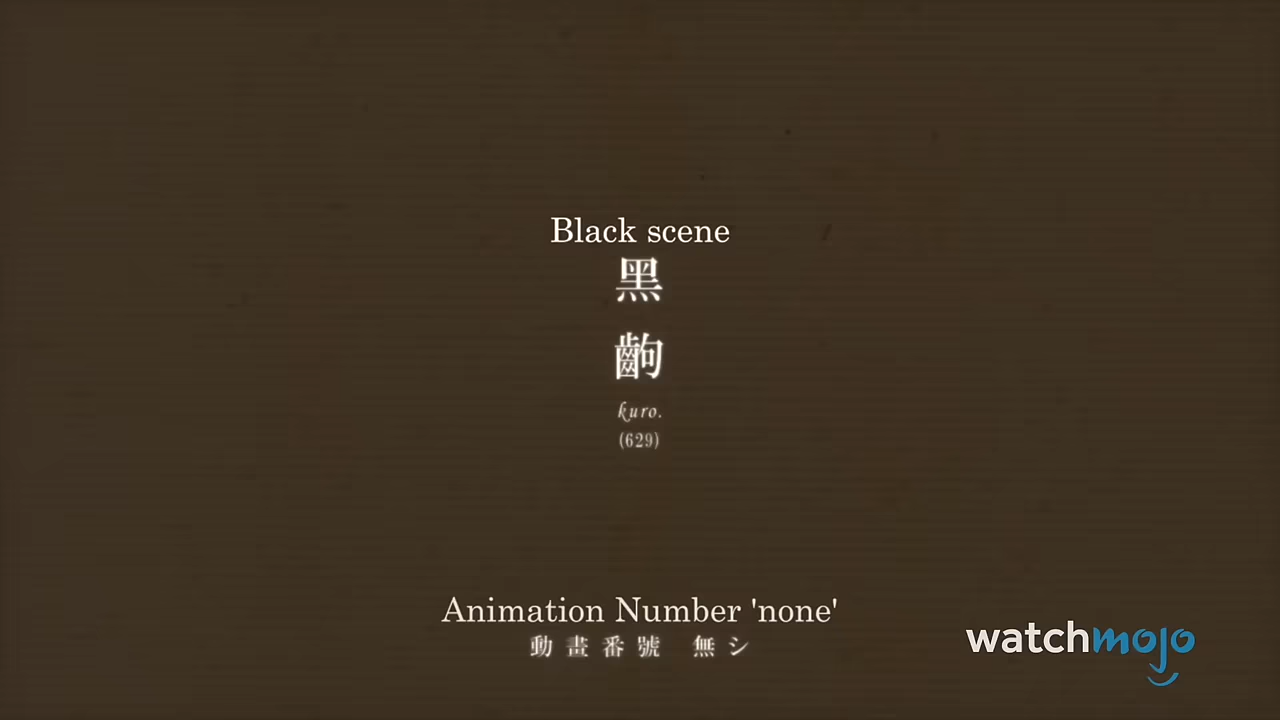 Black scene
黑
齣
kuro.
(629)
Animation Number 'none'
動畫番號 無シ
watchmojo